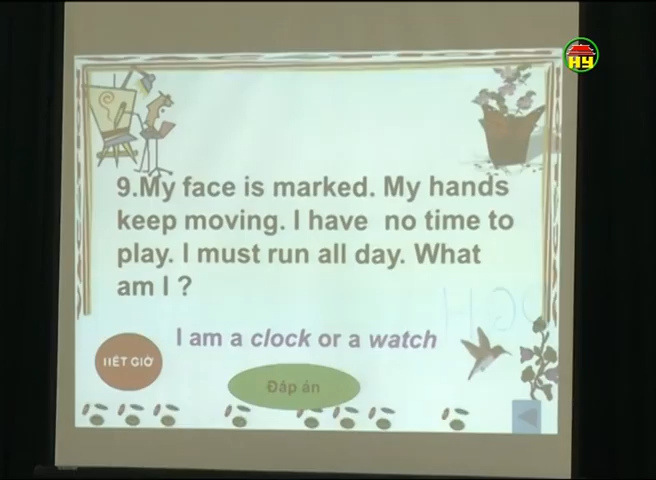 HY
9.My face is marked. My hands
keep moving. I have no time to
play. I must run all day. What
am I ?
I am a clock or a watch
HẾT GIỜ
Đáp án